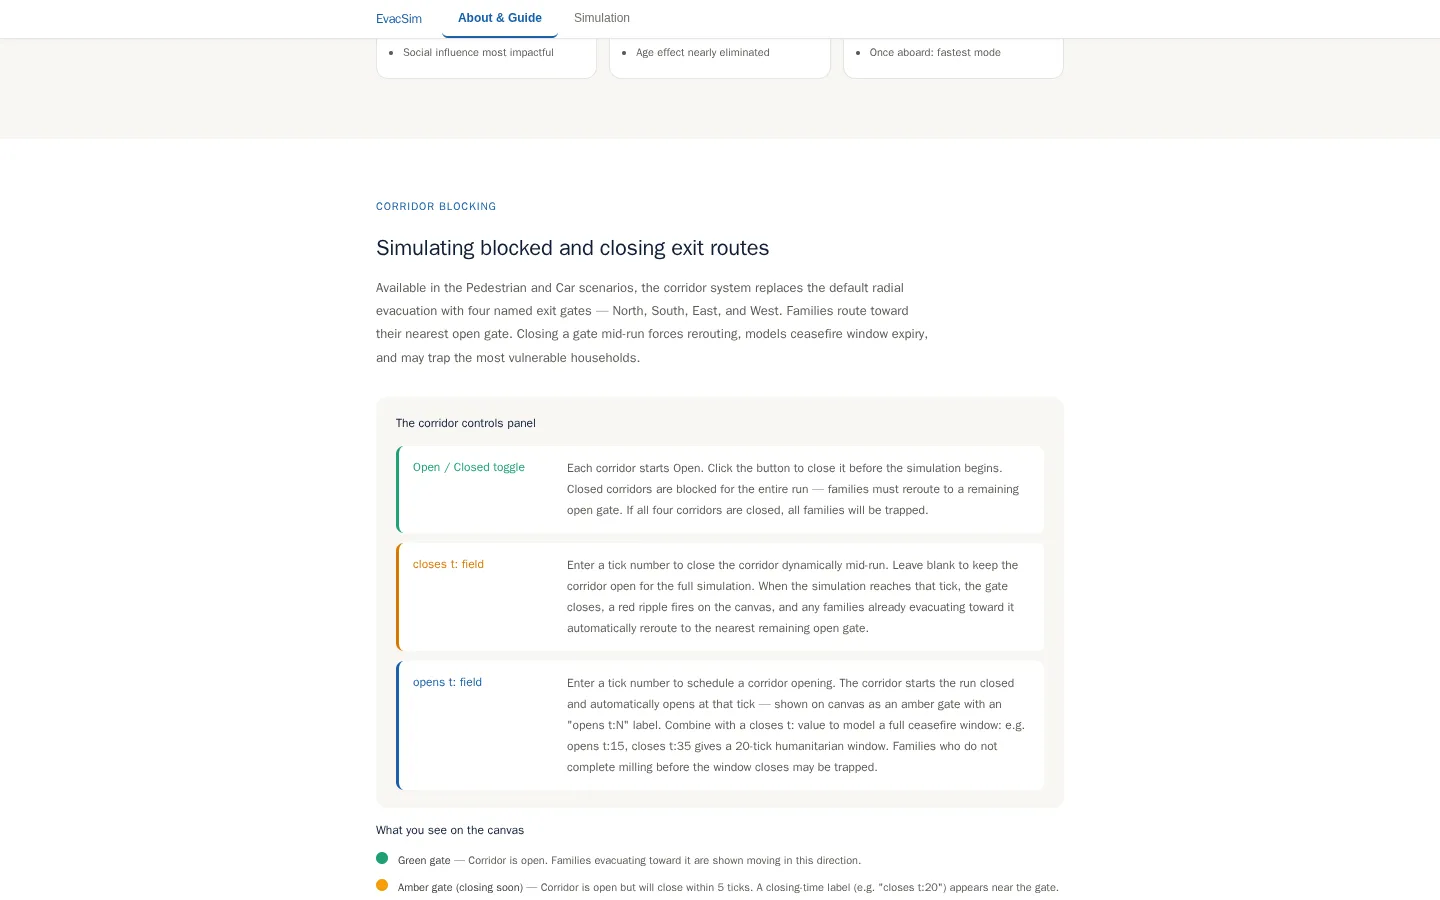 EvacSim
About & Guide
Simulation
Social influence most impactful
Age effect nearly eliminated
Once aboard: fastest mode
CORRIDOR BLOCKING
Simulating blocked and closing exit routes
Available in the Pedestrian and Car scenarios, the corridor system replaces the default radial
evacuation with four named exit gates — North, South, East, and West. Families route toward
their nearest open gate. Closing a gate mid-run forces rerouting, models ceasefire window expiry,
and may trap the most vulnerable households.
The corridor controls panel
Open / Closed toggle
Each corridor starts Open. Click the button to close it before the simulation begins.
Closed corridors are blocked for the entire run — families must reroute to a remaining
open gate. If all four corridors are closed, all families will be trapped.
closes t: field
Enter a tick number to close the corridor dynamically mid-run. Leave blank to keep the
corridor open for the full simulation. When the simulation reaches that tick, the gate
closes, a red ripple fires on the canvas, and any families already evacuating toward it
automatically reroute to the nearest remaining open gate.
opens t: field
Enter a tick number to schedule a corridor opening. The corridor starts the run closed
and automatically opens at that tick — shown on canvas as an amber gate with an
"opens t:N" label. Combine with a closes t: value to model a full ceasefire window: e.g.
opens t:15, closes t:35 gives a 20-tick humanitarian window. Families who do not
complete milling before the window closes may be trapped.
What you see on the canvas
Green gate — Corridor is open. Families evacuating toward it are shown moving in this direction.
Amber gate (closing soon) — Corridor is open but will close within 5 ticks. A closing-time label (e.g. "closes t:20") appears near the gate.